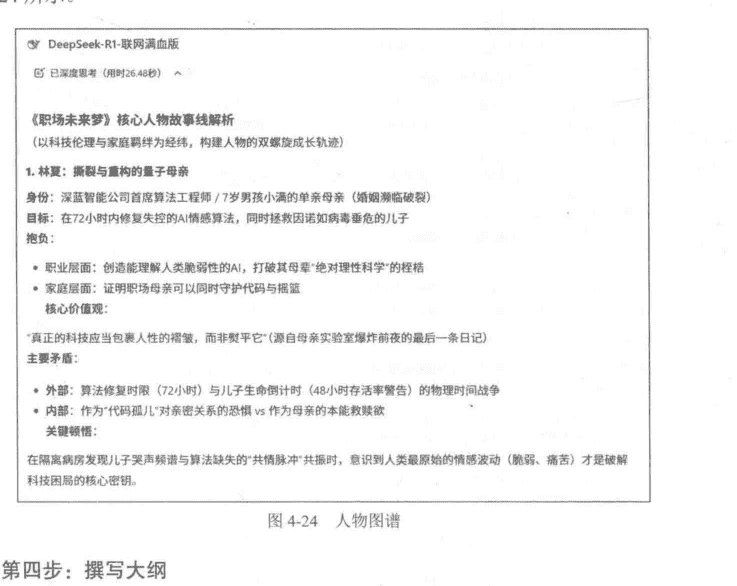 DeepSeek-R1-联网满血版
已深度思考（用时26.48秒）
《职场未来梦》核心人物故事线解析
（以科技伦理与家庭羁绊为经纬，构建人物的双螺旋成长轨迹）
1. 林夏：撕裂与重构的量子母亲
身份：深蓝智能公司首席算法工程师 / 7岁男孩小满的单亲母亲（婚姻濒临破裂）
目标：在72小时内修复失控的AI情感算法，同时拯救因诺如病毒垂危的儿子
抱负：
• 职业层面：创造能理解人类脆弱性的AI，打破其母辈"绝对理性科学"的桎梏
• 家庭层面：证明职场母亲可以同时守护代码与摇篮
核心价值观：
"真正的科技应当包裹人性的褶皱，而非熨平它"（源自母亲实验室爆炸前夜的最后一条日记）
主要矛盾：
• 外部：算法修复时限（72小时）与儿子生命倒计时（48小时存活率警告）的物理时间战争
• 内部：作为"代码孤儿"对亲密关系的恐惧 vs 作为母亲的本能救赎欲
关键顿悟：
在隔离病房发现儿子哭声频谱与算法缺失的"共情脉冲"共振时，意识到人类最原始的情感波动（脆弱、痛苦）才是破解
科技困局的核心密钥。
图 4-24 人物图谱
第四步：撰写大纲